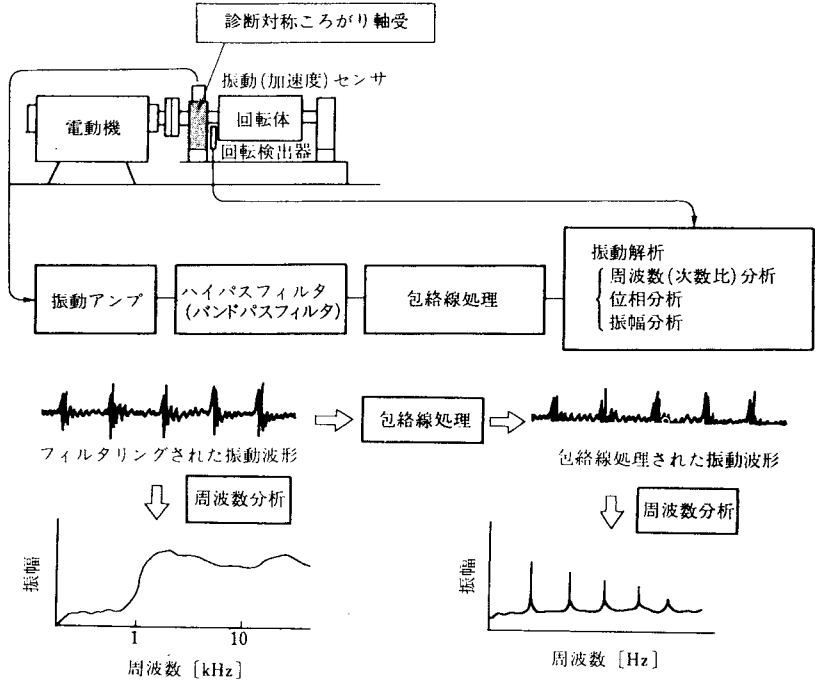 診断対称ころがり軸受
振動(加速度)センサ
電動機
回転体
回転検出器
振動アンプ
ハイパスフィルタ
(バンドパスフィルタ)
包絡線処理
振動解析
周波数(次数比)分析
位相分析
振幅分析
フィルタリングされた振動波形
包絡線処理
包絡線処理された振動波形
周波数分析
周波数分析
振幅
1
10
周波数 [kHz]
振幅
周波数 [Hz]